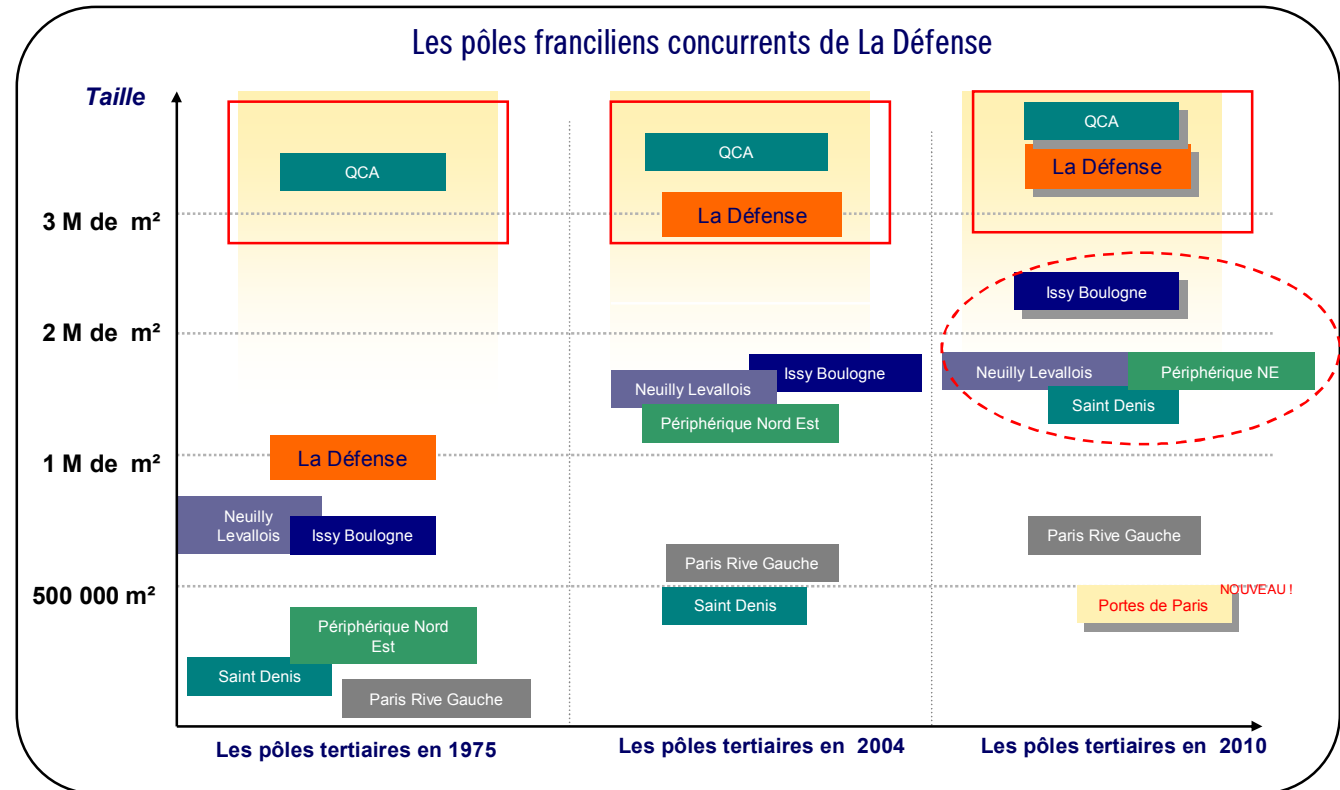 Les pôles franciliens concurrents de La Défense
Taille
3 M de m²
2 M de m²
1 M de m²
500 000 m²
QCA
La Défense
Neuilly
Levallois
Issy Boulogne
Périphérique Nord
Est
Saint Denis
Paris Rive Gauche
Les pôles tertiaires en 1975
QCA
La Défense
Issy Boulogne
Neuilly Levallois
Périphérique Nord Est
Paris Rive Gauche
Saint Denis
Les pôles tertiaires en 2004
QCA
La Défense
Issy Boulogne
Neuilly Levallois
Périphérique NE
Saint Denis
Paris Rive Gauche
NOUVEAU !
Portes de Paris
Les pôles tertiaires en 2010